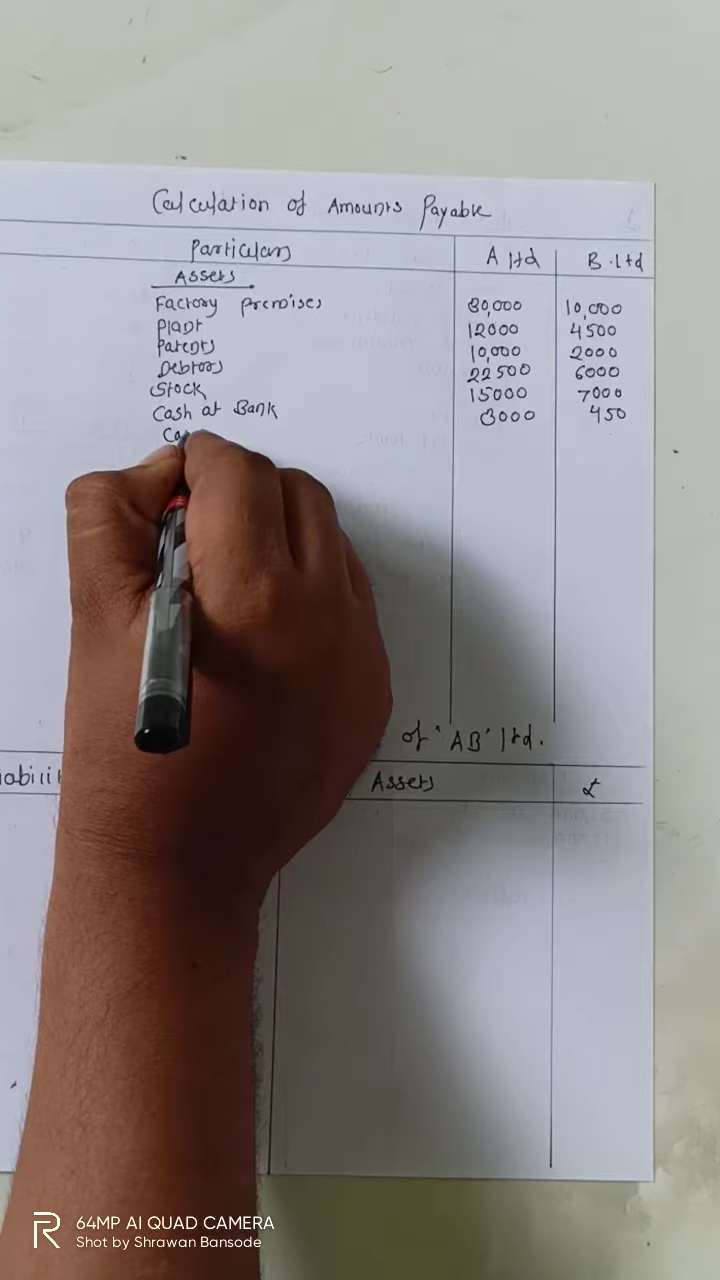 Calculation of Amounts Payable
Particulars A ltd B.ltd
Assets
Factory premises 30,000 10,000
Plant 12000 4500
Patents 10,000 2000
Debtors 22500 6000
Stock 15000 7000
Cash at Bank 3000 450
Ca
of 'AB' ltd.
Assets £
64MP AI QUAD CAMERA
Shot by Shrawan Bansode